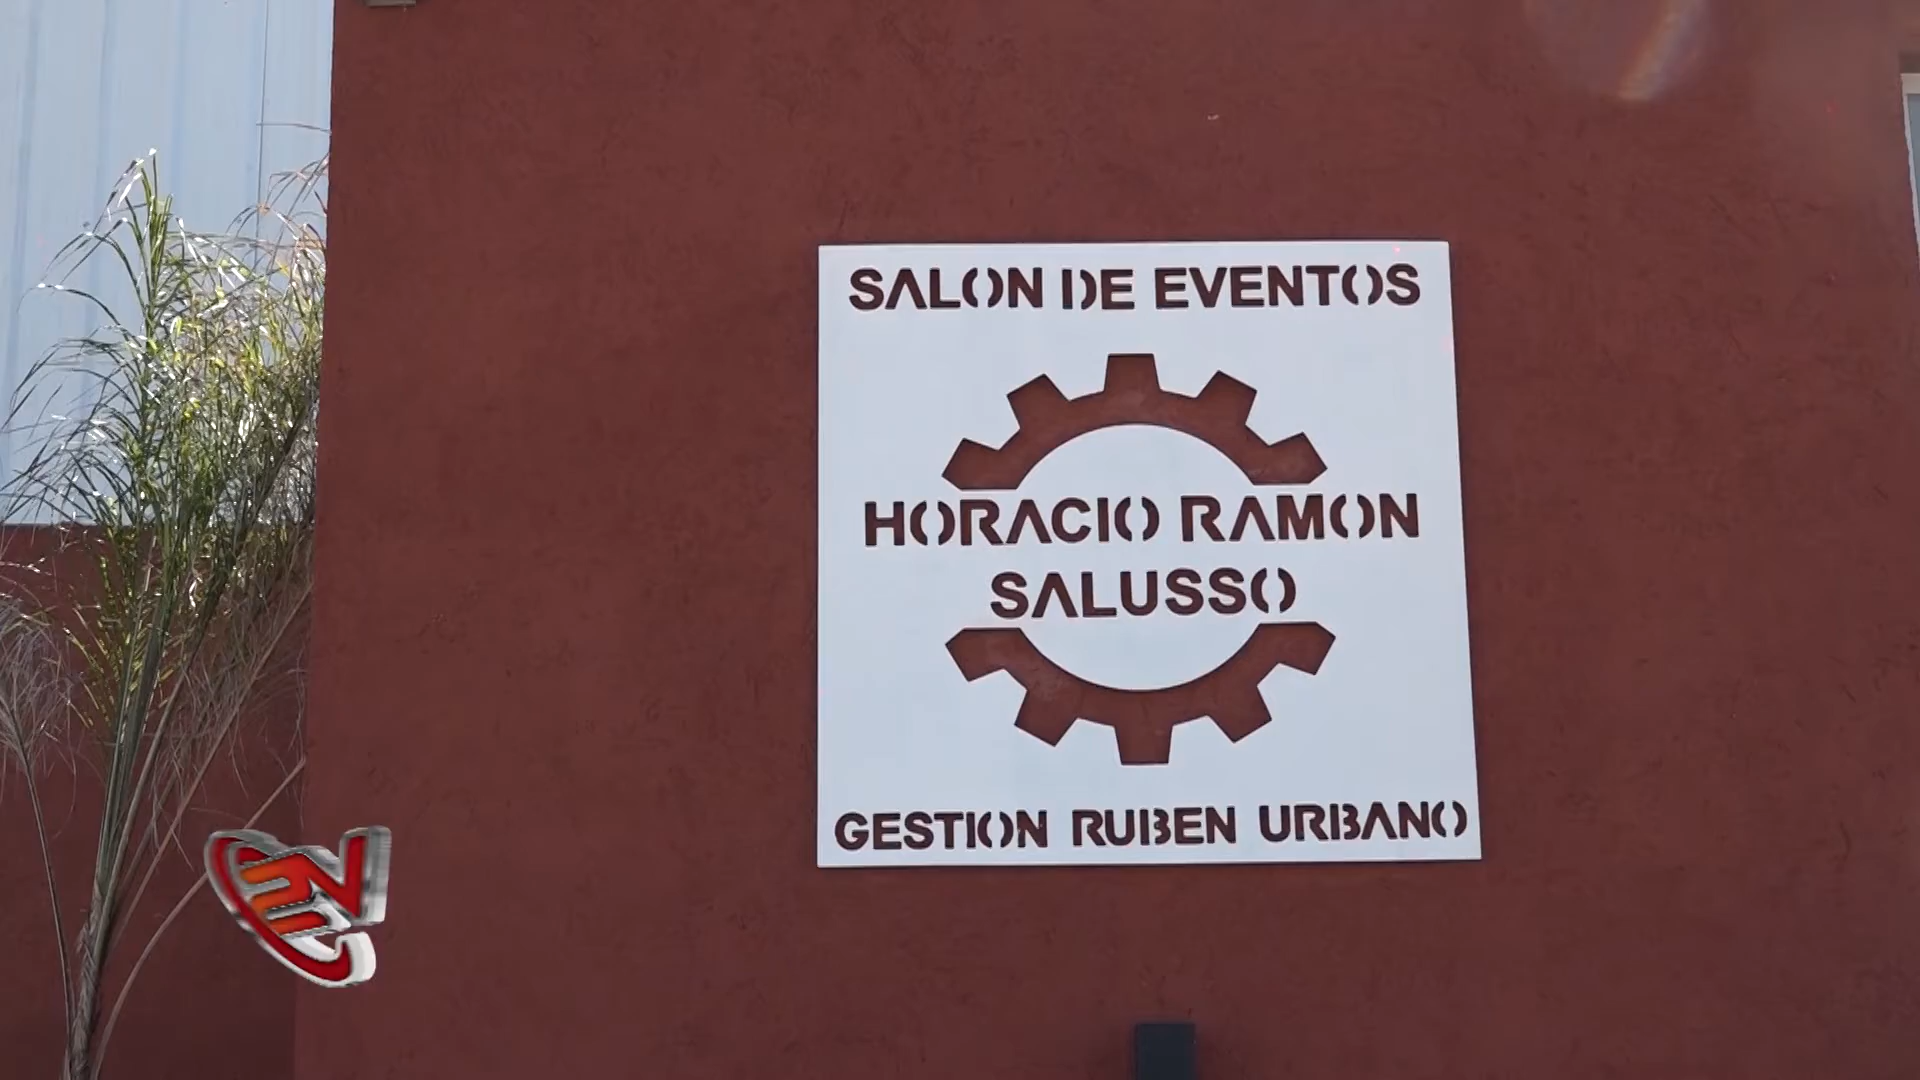 SALON DE EVENTOS
HORACIO RAMON
SALUSSO
GESTION RUBEN URBANO